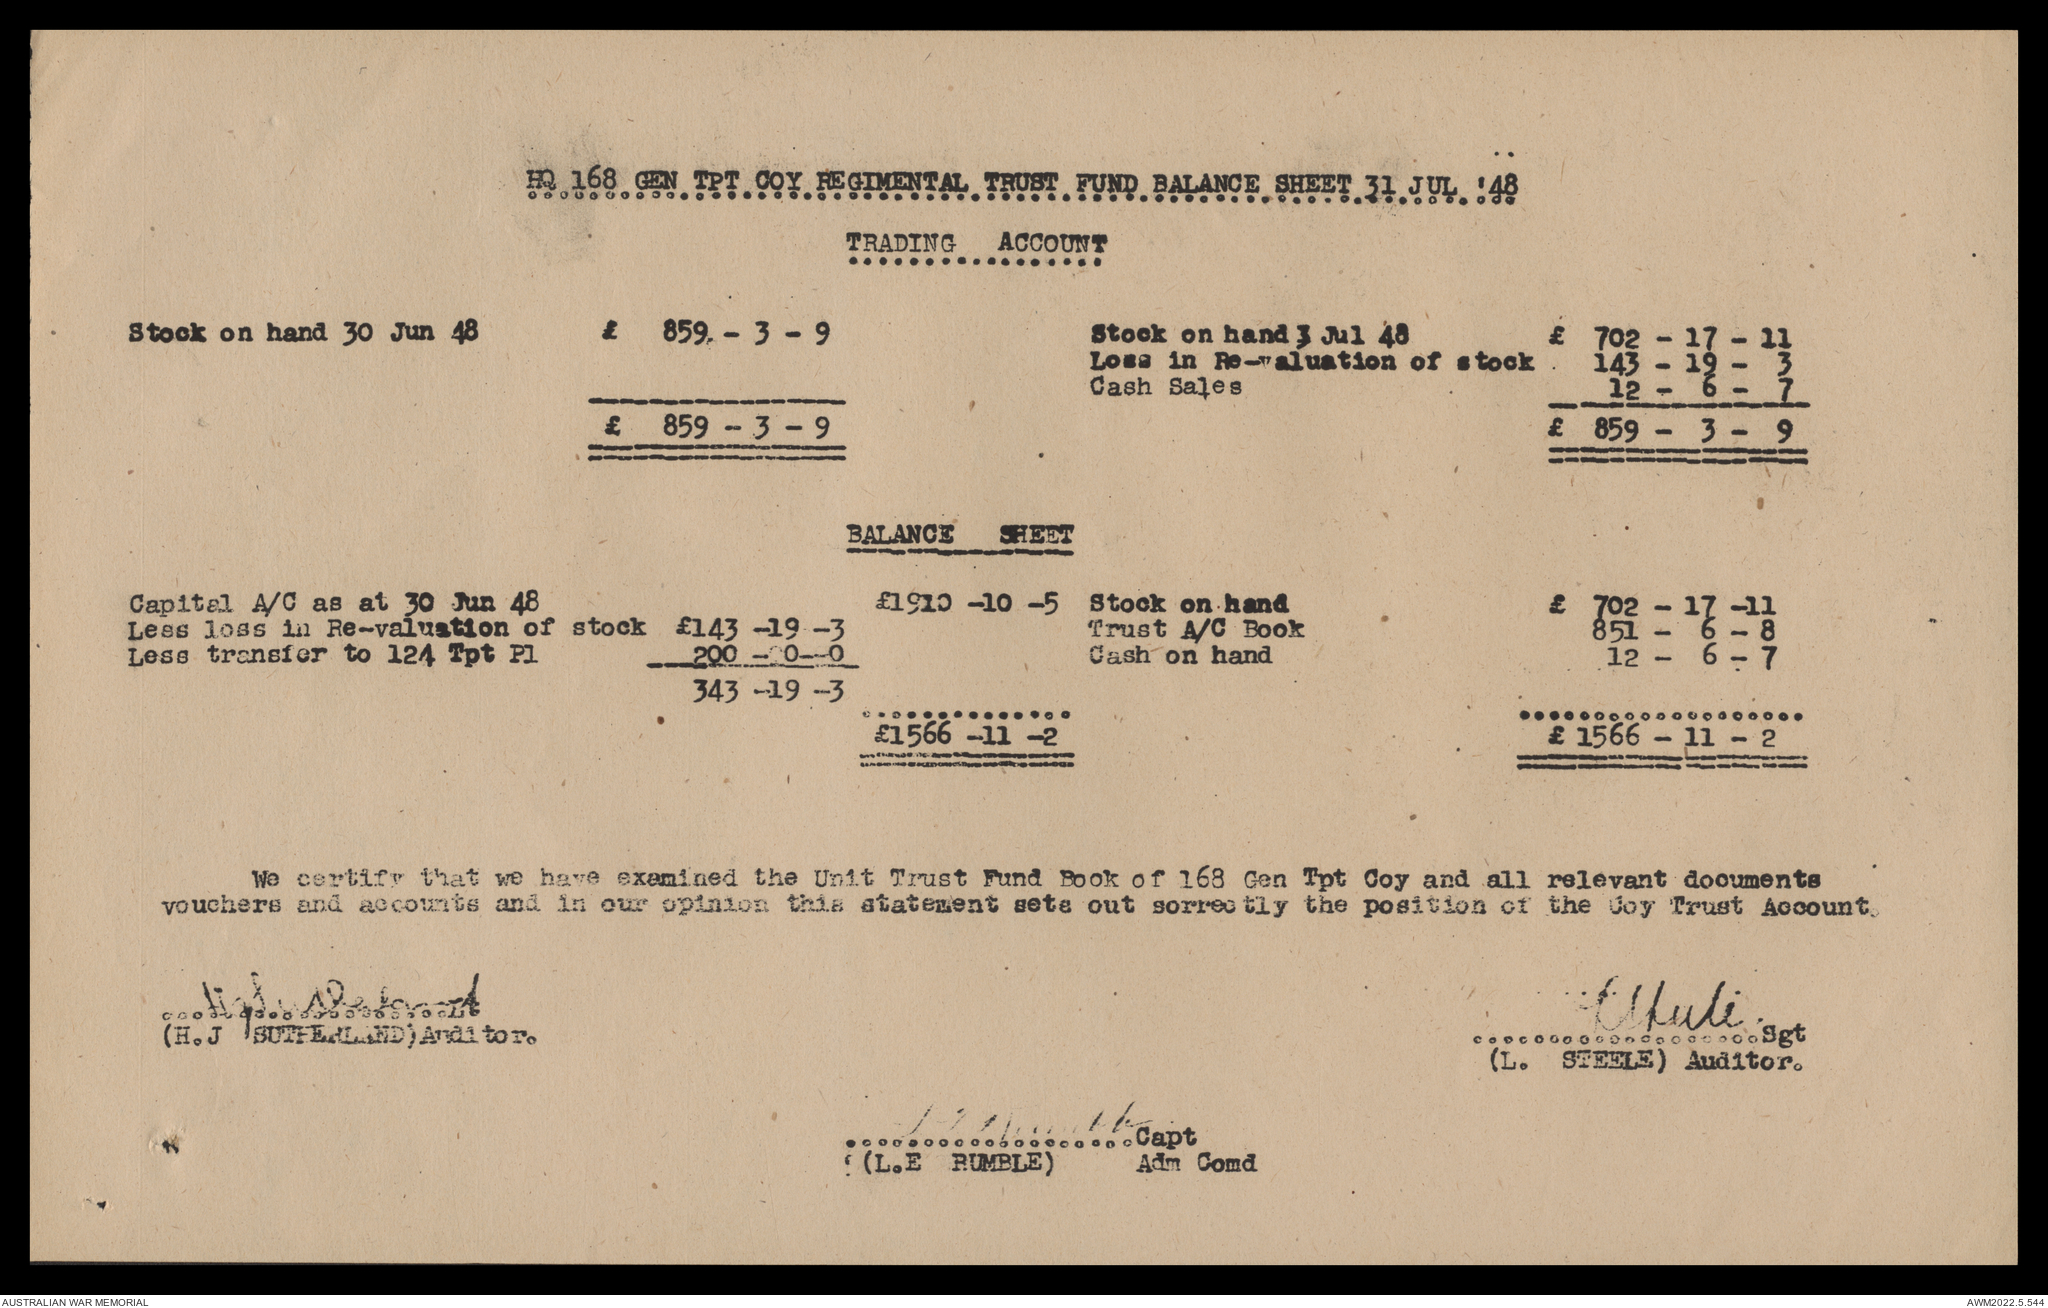 HQ 168 GEN TPT COY REGIMENTAL TRUST FUND BALANCE SHEET 31 JUL '48
TRADING ACCOUNT
Stock on hand 30 Jun 48 £ 859 - 3 - 9 Stock on hand 3 Jul 48 £ 702 - 17 - 11
Loss in Re-valuation of stock 143 - 19 - 3
Cash Sales 12 - 6 - 7
£ 859 - 3 - 9 £ 859 - 3 - 9
BALANCE SHEET
Capital A/C as at 30 Jun 48 £1910 -10 -5 Stock on hand £ 702 - 17 -11
Less loss in Re-valuation of stock £143 -19 -3 Trust A/C Book 851 - 6 - 8
Less transfer to 124 Tpt Pl 200 -00--0 Cash on hand 12 - 6 - 7
343 -19 -3
£1566 -11 -2 £ 1566 - 11 - 2
We certify that we have examined the Unit Trust Fund Book of 168 Gen Tpt Coy and all relevant documents
vouchers and accounts and in our opinion this statement sets out sorrectly the position of the Coy Trust Account.
....................Lt
(H.J SUTHERLAND)Auditor.
...................Sgt
(L. STEELE) Auditor.
...................Capt
(L.E RUMBLE) Adm Comd
AUSTRALIAN WAR MEMORIAL AWM2022.5.544